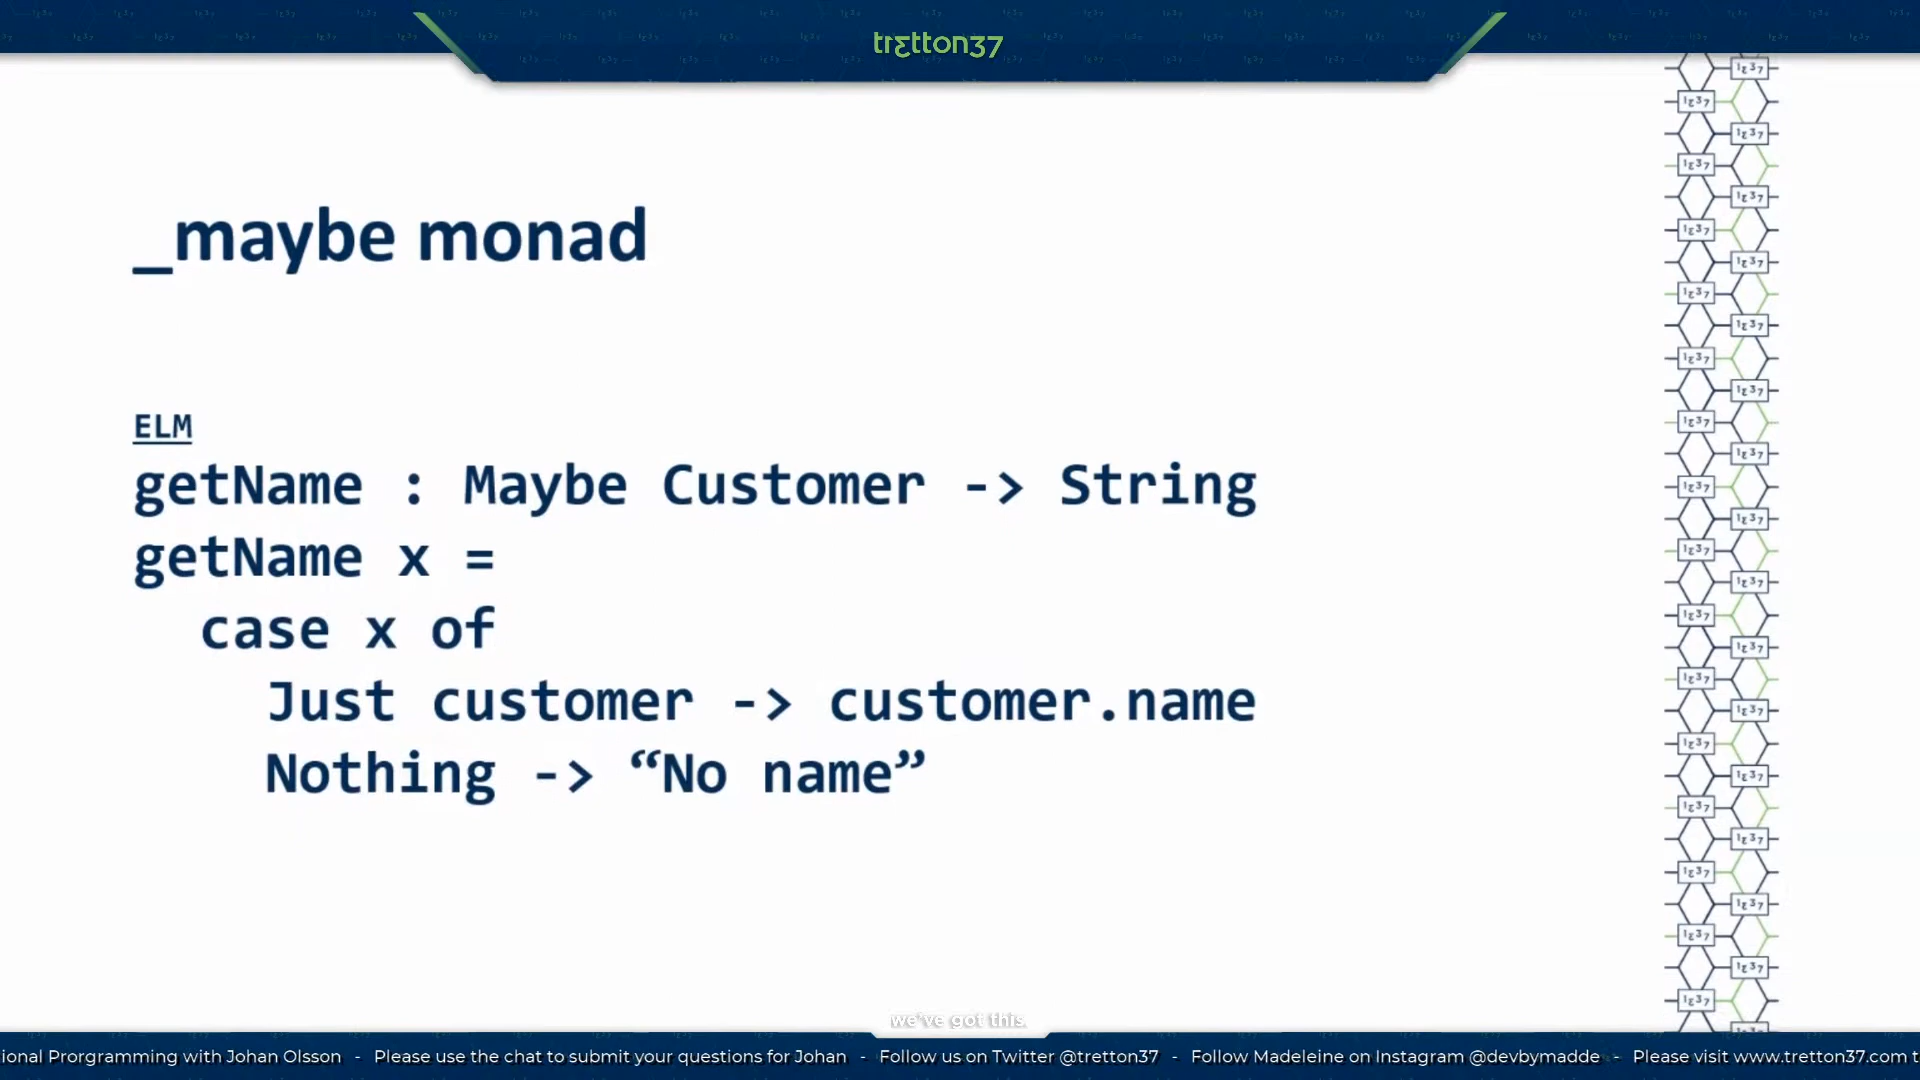 trɛtton37
_maybe monad
ELM
getName : Maybe Customer -> String
getName x =
case x of
Just customer -> customer.name
Nothing -> “No name”
we've got this.
ional Prorgramming with Johan Olsson - Please use the chat to submit your questions for Johan - Follow us on Twitter @tretton37 - Follow Madeleine on Instagram @devbymadde - Please visit www.tretton37.com t